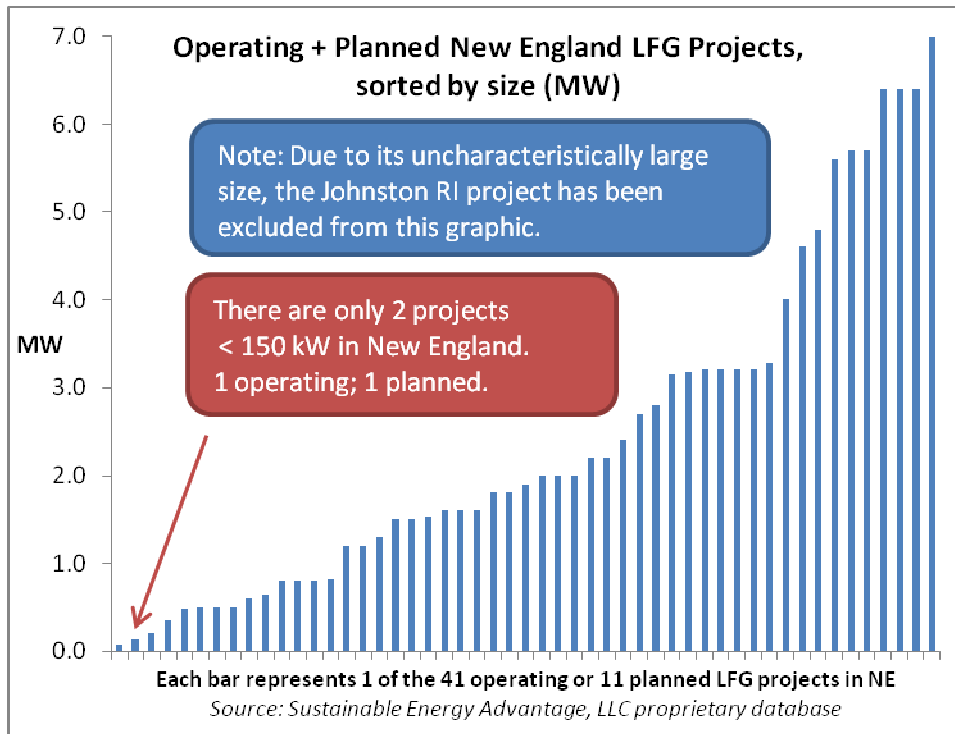 Operating + Planned New England LFG Projects,
sorted by size (MW)
7.0
6.0
5.0
4.0
3.0
2.0
1.0
0.0
MW
Note: Due to its uncharacteristically large
size, the Johnston RI project has been
excluded from this graphic.
There are only 2 projects
< 150 kW in New England.
1 operating; 1 planned.
Each bar represents 1 of the 41 operating or 11 planned LFG projects in NE
Source: Sustainable Energy Advantage, LLC proprietary database